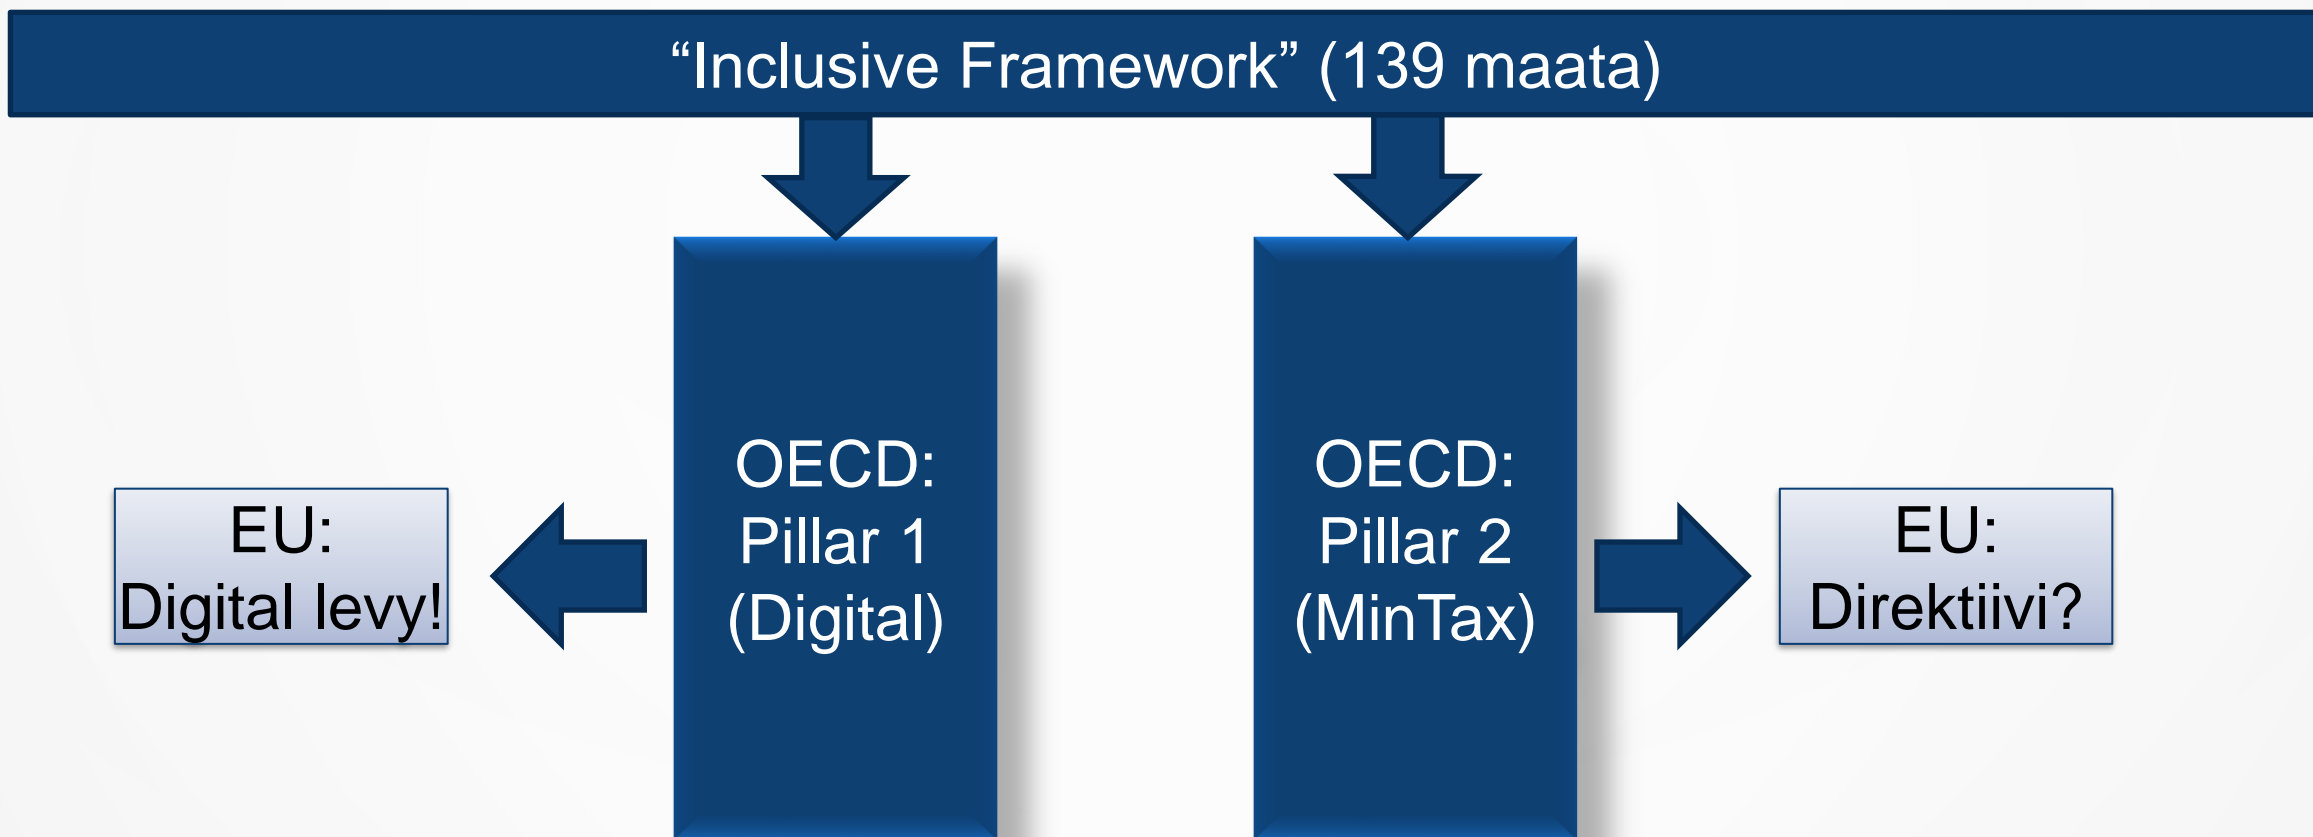 “Inclusive Framework” (139 maata)
OECD:
Pillar 1
(Digital)
OECD:
Pillar 2
(MinTax)
EU:
Digital levy!
EU:
Direktiivi?